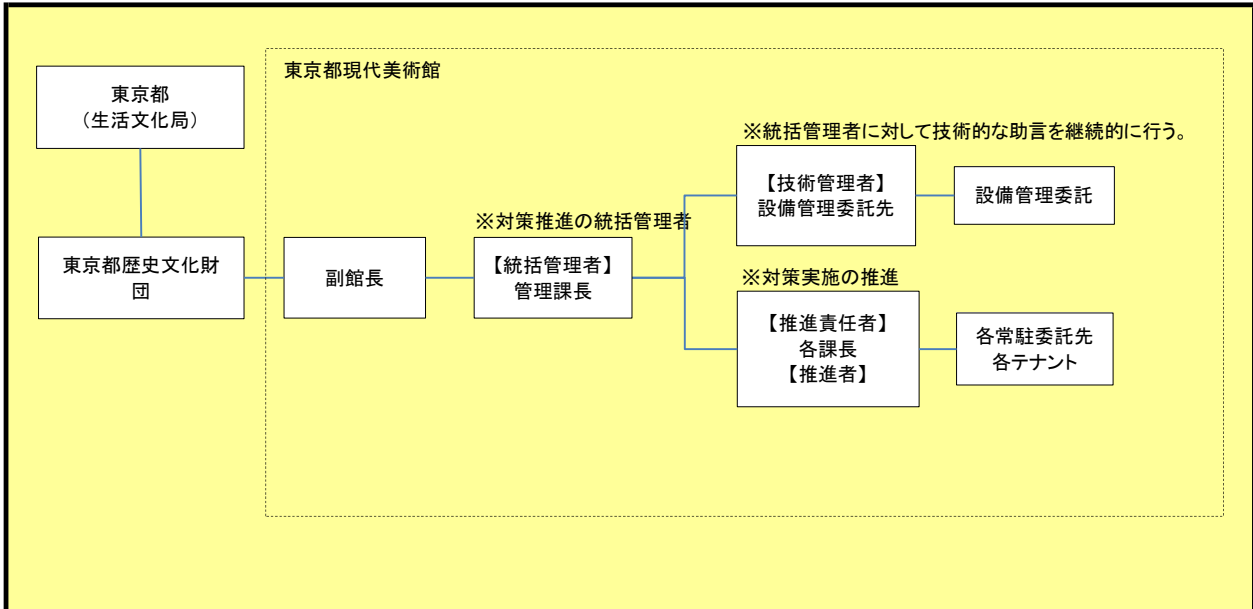 東京都現代美術館
東京都
（生活文化局）
※統括管理者に対して技術的な助言を継続的に行う。
【技術管理者】
設備管理委託先
設備管理委託
※対策推進の統括管理者
東京都歴史文化財
団
副館長
【統括管理者】
管理課長
※対策実施の推進
【推進責任者】
各課長
【推進者】
各常駐委託先
各テナント